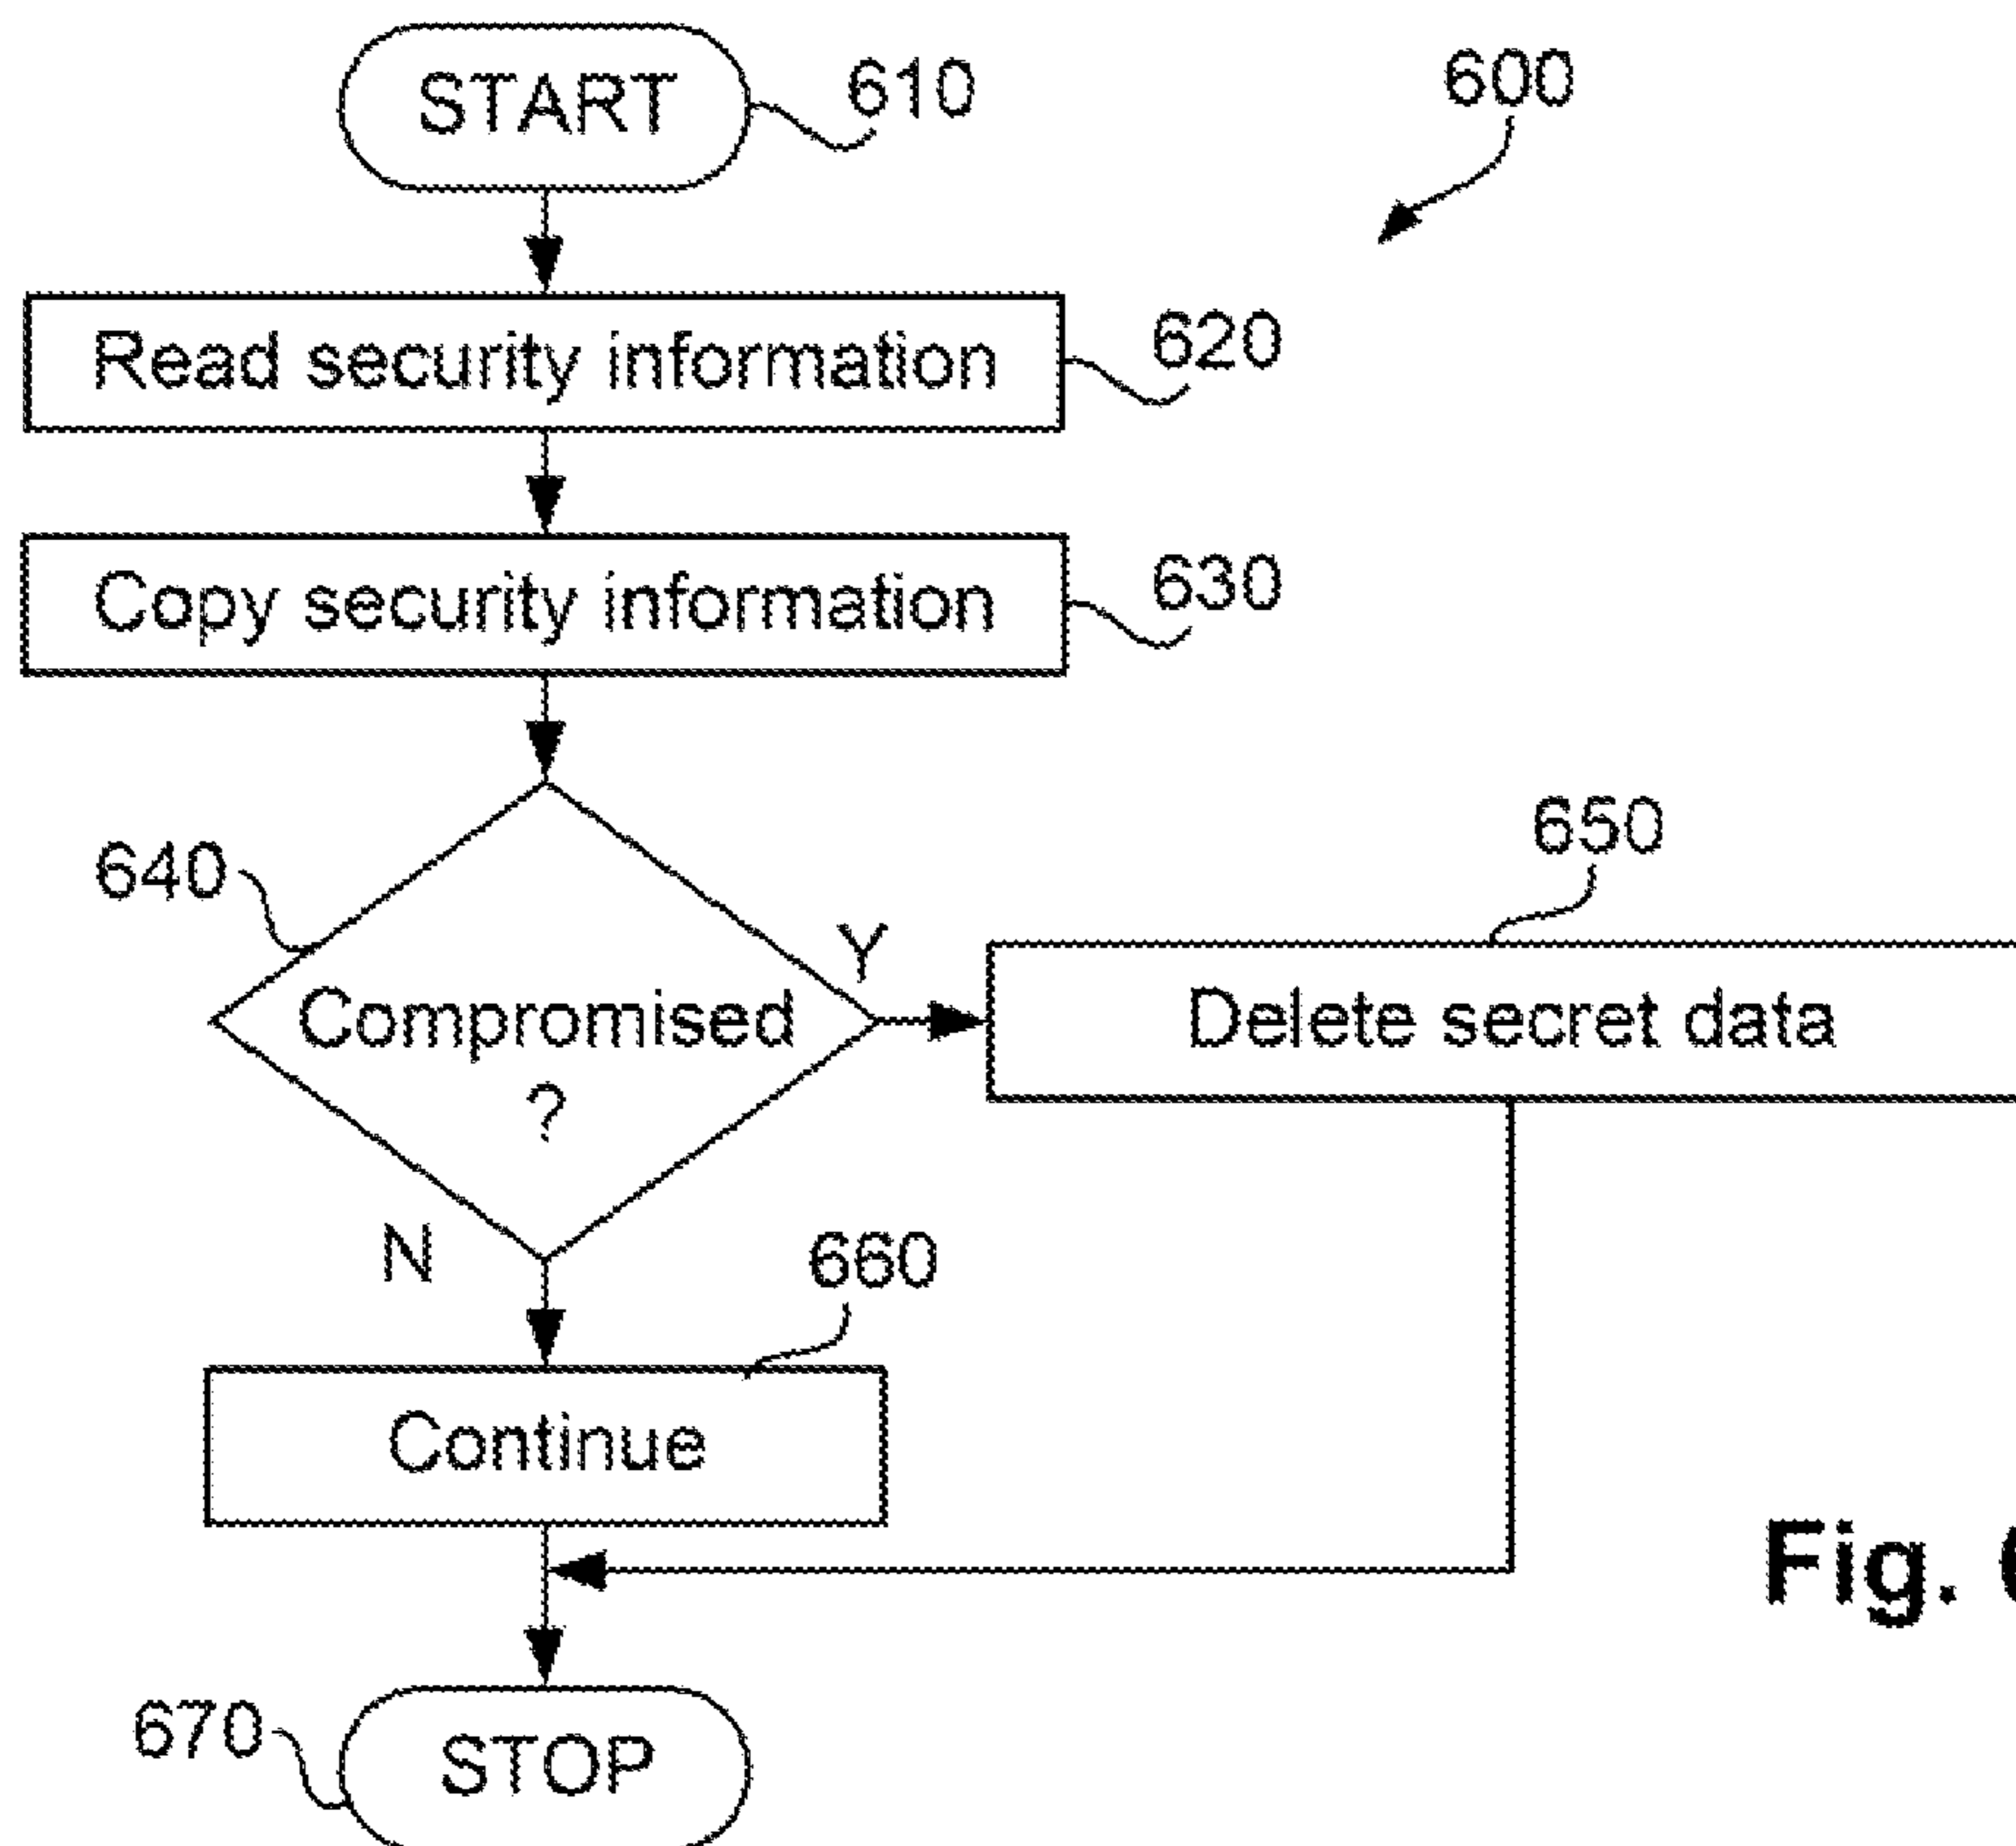 START
610
600
Read security information
620
Copy security information
630
640
Compromised
?
Y
650
Delete secret data
N
660
Continue
Fig.
670
STOP